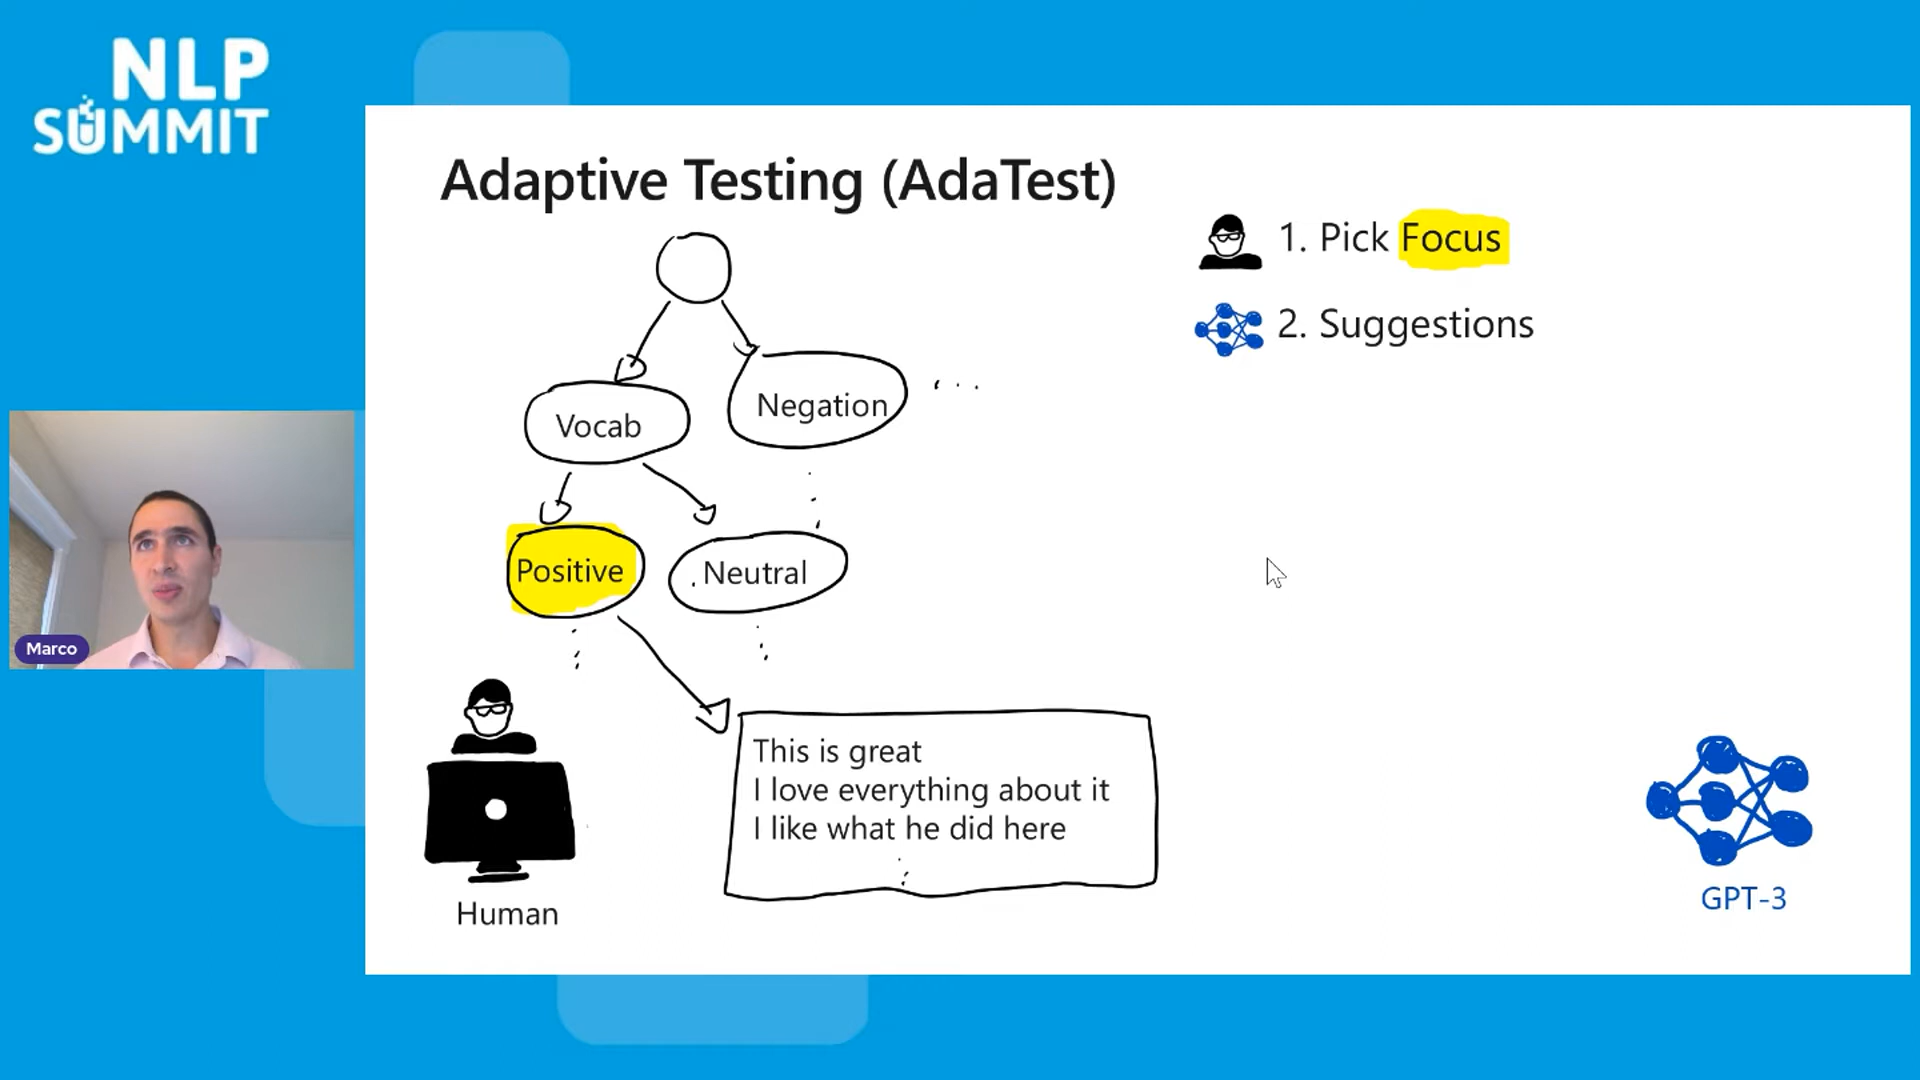 NLP
SUMMIT
Adaptive Testing (AdaTest)
1. Pick Focus
2. Suggestions
Vocab
Negation
Positive
Neutral
Marco
This is great
I love everything about it
I like what he did here
Human
GPT-3